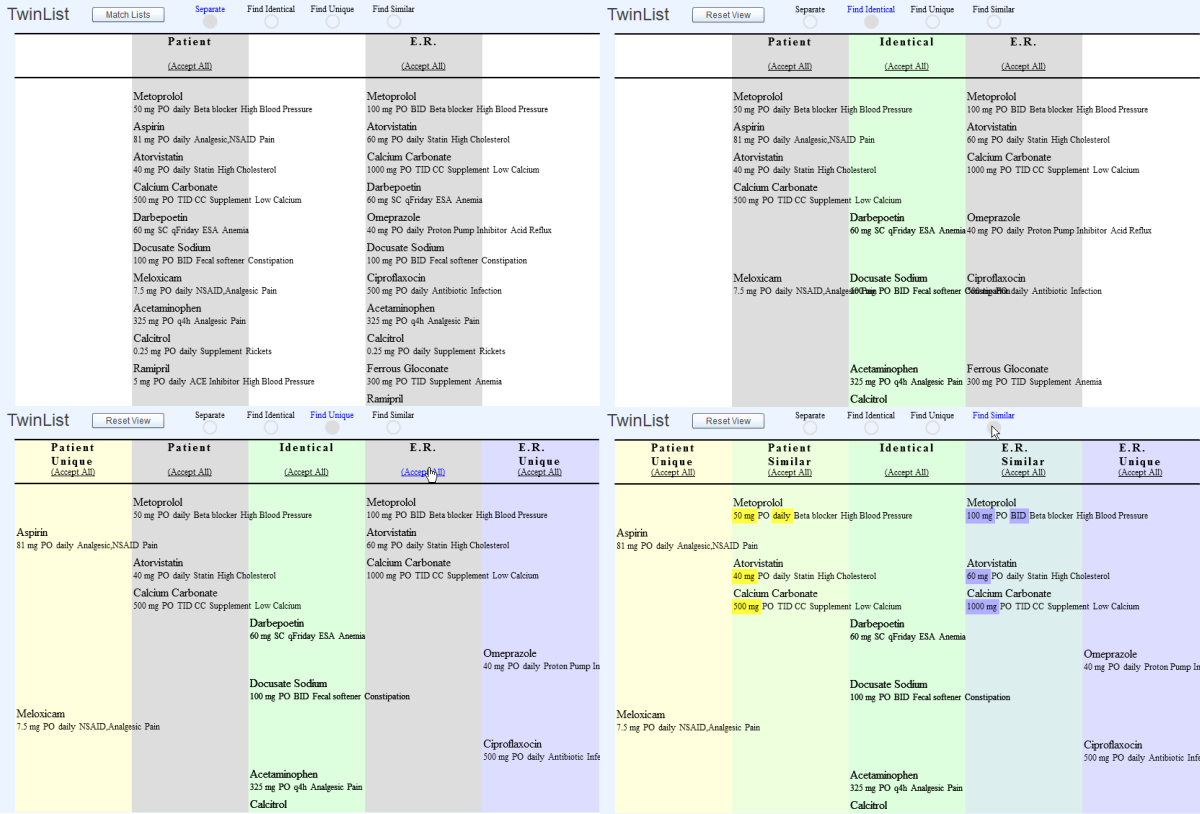 TwinList Match Lists Separate Find Identical Find Unique Find Similar
Patient E.R.
(Accept All) (Accept All)
Metoprolol Metoprolol
50 mg PO daily Beta blocker High Blood Pressure 100 mg PO BID Beta blocker High Blood Pressure
Aspirin Atorvistatin
81 mg PO daily Analgesic,NSAID Pain 60 mg PO daily Statin High Cholesterol
Atorvistatin Calcium Carbonate
40 mg PO daily Statin High Cholesterol 1000 mg PO TID CC Supplement Low Calcium
Calcium Carbonate Darbepoetin
500 mg PO TID CC Supplement Low Calcium 60 mg SC qFriday ESA Anemia
Darbepoetin Omeprazole
60 mg SC qFriday ESA Anemia 40 mg PO daily Proton Pump Inhibitor Acid Reflux
Docusate Sodium Docusate Sodium
100 mg PO BID Fecal softener Constipation 100 mg PO BID Fecal softener Constipation
Meloxicam Ciproflaxocin
7.5 mg PO daily NSAID,Analgesic Pain 500 mg PO daily Antibiotic Infection
Acetaminophen Acetaminophen
325 mg PO q4h Analgesic Pain 325 mg PO q4h Analgesic Pain
Calcitrol Calcitrol
0.25 mg PO daily Supplement Rickets 0.25 mg PO daily Supplement Rickets
Ramipril Ferrous Gloconate
5 mg PO daily ACE Inhibitor High Blood Pressure 300 mg PO TID Supplement Anemia
Ramipril
TwinList Reset View Separate Find Identical Find Unique Find Similar
Patient Identical E.R.
(Accept All) (Accept All) (Accept All)
Metoprolol Metoprolol
50 mg PO daily Beta blocker High Blood Pressure 100 mg PO BID Beta blocker High Blood Pressure
Aspirin Atorvistatin
81 mg PO daily Analgesic,NSAID Pain 60 mg PO daily Statin High Cholesterol
Atorvistatin Calcium Carbonate
40 mg PO daily Statin High Cholesterol 1000 mg PO TID CC Supplement Low Calcium
Calcium Carbonate
500 mg PO TID CC Supplement Low Calcium
Darbepoetin Omeprazole
60 mg SC qFriday ESA Anemia 40 mg PO daily Proton Pump Inhibitor Acid Reflux
Meloxicam Docusate Sodium Ciproflaxocin
7.5 mg PO daily PO BID Fecal softener daily Antibiotic Infection
Acetaminophen Ferrous Gloconate
325 mg PO q4h Analgesic Pain 300 mg PO TID Supplement Anemia
Calcitrol
TwinList Reset View Separate Find Identical Find Unique Find Similar
Patient Patient Identical E.R. E.R.
Unique Unique
(Accept All) (Accept All) (Accept All) (Accept All) (Accept All)
Metoprolol Metoprolol
50 mg PO daily Beta blocker High Blood Pressure 100 mg PO BID Beta blocker High Blood Pressure
Aspirin Atorvistatin
81 mg PO daily Analgesic,NSAID Pain 60 mg PO daily Statin High Cholesterol
Atorvistatin Calcium Carbonate
40 mg PO daily Statin High Cholesterol 1000 mg PO TID CC Supplement Low Calcium
Calcium Carbonate
500 mg PO TID CC Supplement Low Calcium
Darbepoetin
60 mg SC qFriday ESA Anemia
Omeprazole
40 mg PO daily Proton Pump In
Docusate Sodium
100 mg PO BID Fecal softener Constipation
Meloxicam
7.5 mg PO daily NSAID,Analgesic Pain
Ciproflaxocin
500 mg PO daily Antibiotic Infe
Acetaminophen
325 mg PO q4h Analgesic Pain
Calcitrol
TwinList Reset View Separate Find Identical Find Unique Find Similar
Patient Patient Identical E.R. E.R.
Unique Similar Similar Unique
(Accept All) (Accept All) (Accept All) (Accept All) (Accept All)
Metoprolol Metoprolol
50 mg PO daily Beta blocker High Blood Pressure 100 mg PO BID Beta blocker High Blood Pressure
Aspirin
81 mg PO daily Analgesic,NSAID Pain
Atorvistatin Atorvistatin
40 mg PO daily Statin High Cholesterol 60 mg PO daily Statin High Cholesterol
Calcium Carbonate Calcium Carbonate
500 mg PO TID CC Supplement Low Calcium 1000 mg PO TID CC Supplement Low Calcium
Darbepoetin
60 mg SC qFriday ESA Anemia
Omeprazole
40 mg PO daily Proton Pump In
Docusate Sodium
100 mg PO BID Fecal softener Constipation
Meloxicam
7.5 mg PO daily NSAID,Analgesic Pain
Ciproflaxocin
500 mg PO daily Antibiotic Infe
Acetaminophen
325 mg PO q4h Analgesic Pain
Calcitrol